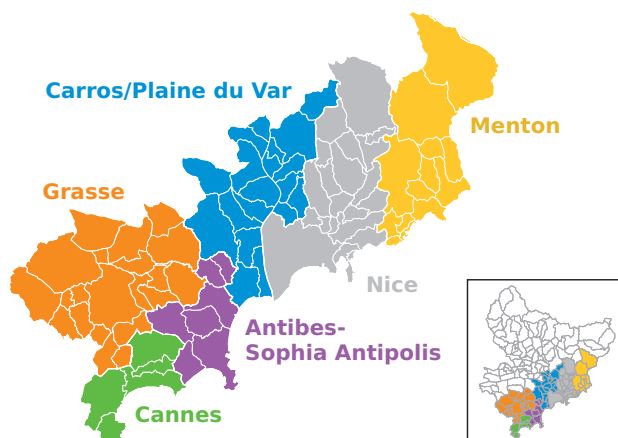 Carros/Plaine du Var
Menton
Grasse
Nice
Antibes-
Sophia Antipolis
Cannes